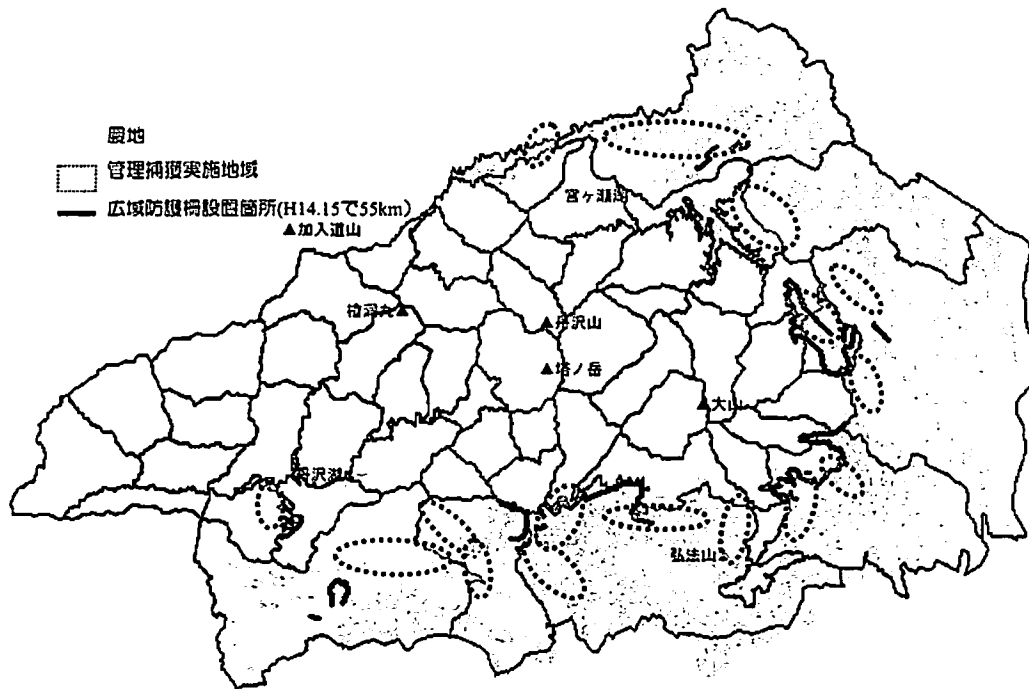 農地
管理捕獲実施地域
広域防護柵設置箇所(H14.15で55km)
▲加入道山
宮ヶ瀬湖
檜洞丸▲
▲丹沢山
▲塔ノ岳
▲大山
丹沢湖
弘法山